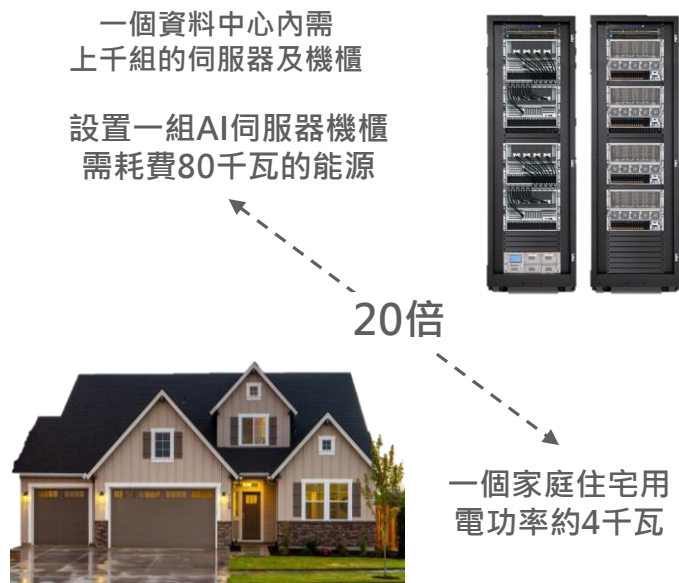 一個資料中心內需
上千組的伺服器及機櫃
設置一組AI伺服器機櫃
需耗費80千瓦的能源
20倍
一個家庭住宅用
電功率約4千瓦